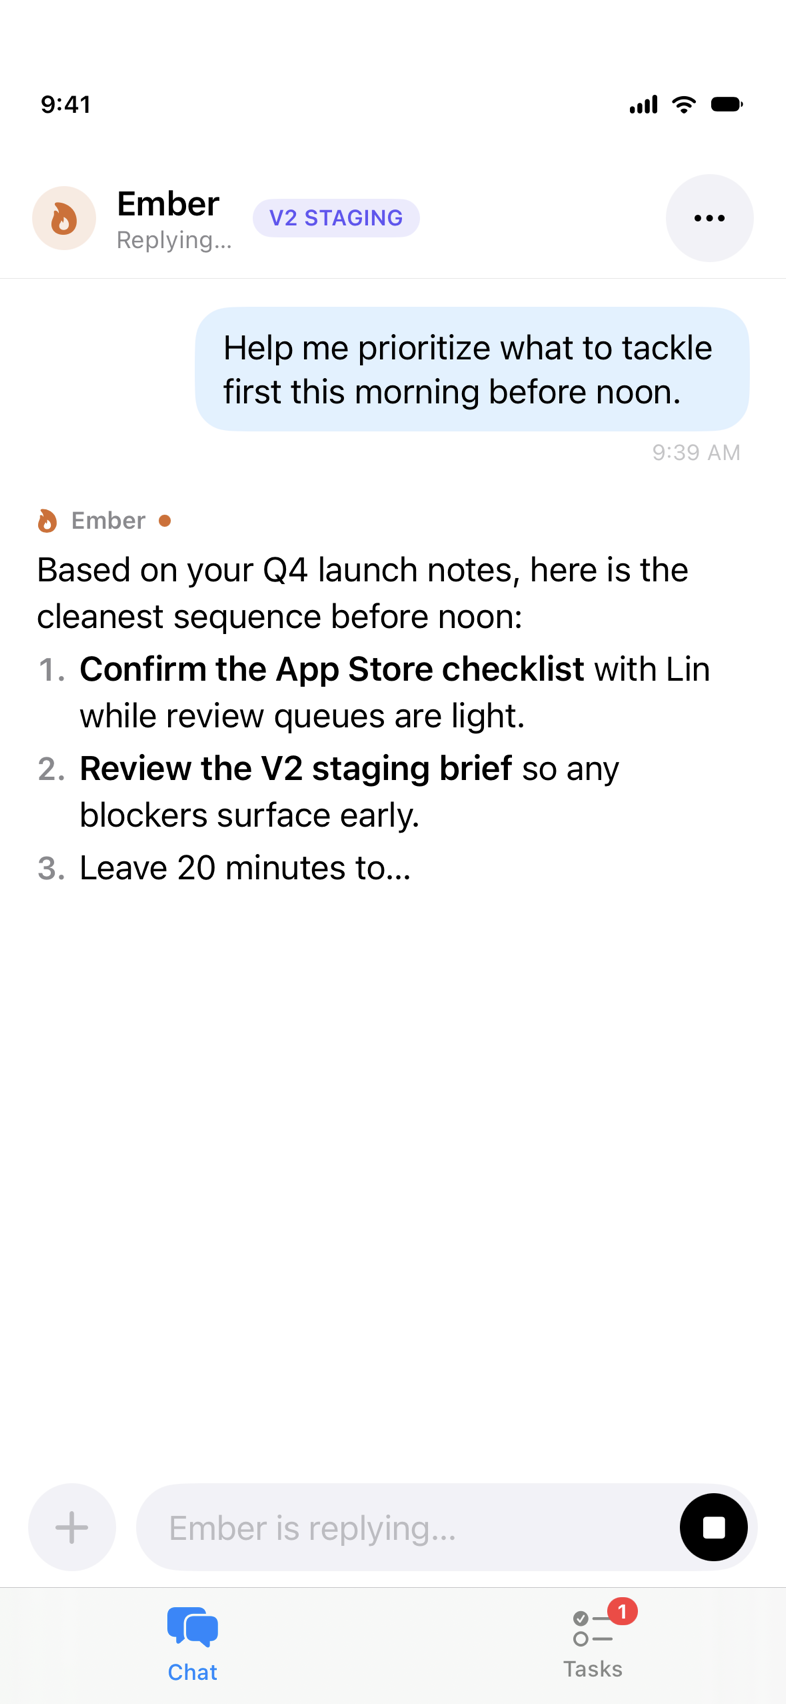 9:41
Ember
Replying...
V2 STAGING
Help me prioritize what to tackle
first this morning before noon.
9:39 AM
Ember
Based on your Q4 launch notes, here is the
cleanest sequence before noon:
1. Confirm the App Store checklist with Lin
while review queues are light.
2. Review the V2 staging brief so any
blockers surface early.
3. Leave 20 minutes to...
Ember is replying...
Chat
1
Tasks